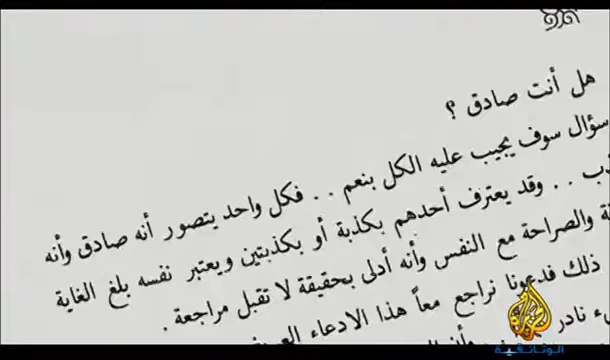 هل أنت صادق ؟
سؤال سوف يجيب عليه الكل بنعم . . فكل واحد يتصور أنه صادق وأنه
. . وقد يعترف أحدهم بكذبة أو بكذبتين ويعتبر نفسه بلغ الغاية
والصراحة مع النفس وأنه أدلى بحقيقة لا تقبل مراجعة .
ذلك فدعونا نراجع معاً هذا الادعاء
نادر
الجزيرة
الوثائقية